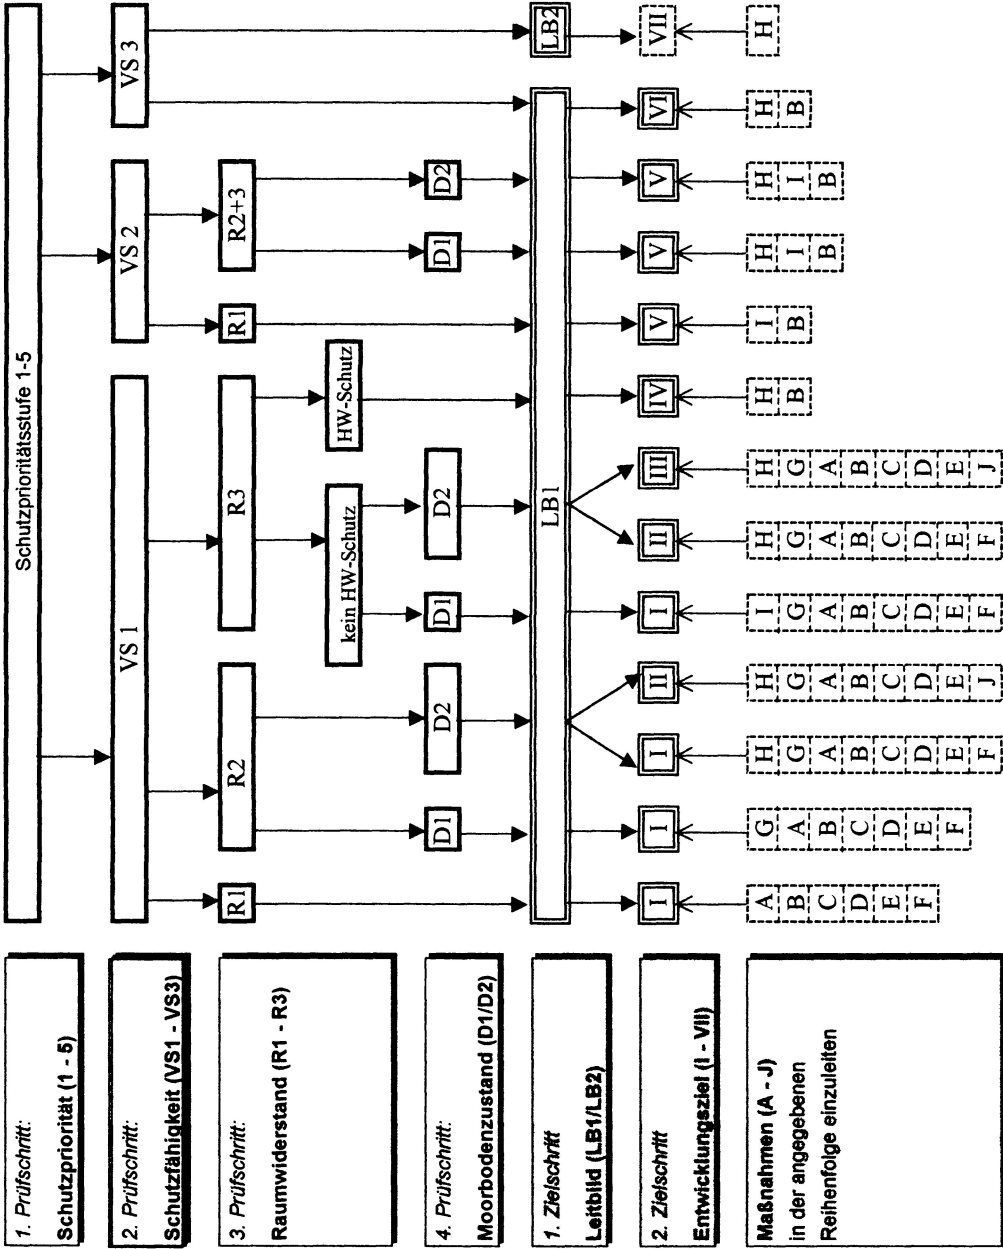 1. Prüfschritt:
Schutzpriorität (1 - 5)
Schutzprioritätsstufe 1-5
2. Prüfschritt:
Schutzfähigkeit (VS1 - VS3)
VS 1
VS 2
VS 3
3. Prüfschritt:
Raumwiderstand (R1 - R3)
R1
R2
R3
R1
R2+3
kein HW-Schutz
HW-Schutz
4. Prüfschritt:
Moorbodenzustand (D1/D2)
D1
D2
D1
D2
D1
D2
1. Zielschritt
Leitbild (LB1/LB2)
LB1
LB2
2. Zielschritt
Entwicklungsziel (I - VII)
I
I
I
II
I
II
III
IV
V
V
V
VI
VII
Maßnahmen (A - J)
in der angegebenen
Reihenfolge einzuleiten
A
B
C
D
E
F
G
A
B
C
D
E
F
H
G
A
B
C
D
E
F
H
G
A
B
C
D
E
J
I
G
A
B
C
D
E
F
H
G
A
B
C
D
E
F
H
G
A
B
C
D
E
J
H
B
I
B
H
I
B
H
I
B
H
B
H